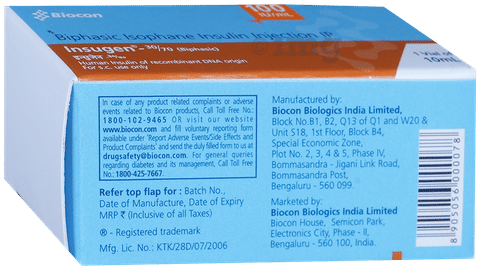 Biocon
100
IU/mL
Biphasic Isophane Insulin Injection IP
Insugen®-30/70 (Biphasic)
इन्सुजेन 30/70
Human Insulin of recombinant DNA origin
For s.c. use only
1 Vial of
10mL
In case of any product related complaints or adverse
events related to Biocon products, Call Toll Free No.:
1800-102-9465 OR visit our website
www.biocon.com and fill voluntary reporting form
available under 'Report Adverse Events/Side Effects and
Product Complaints' and send the duly filled form to us at
drugsafety@biocon.com. For general queries
regarding diabetes and its management, Call Toll Free
No.: 1800-425-7667.
Refer top flap for : Batch No.,
Date of Manufacture, Date of Expiry
MRP ₹ (Inclusive of all Taxes)
® - Registered Trademark
Mfg. Lic. No.: KTK/28D/07/2006
Manufactured by:
Biocon Biologics India Limited,
Block No.B1, B2, Q13 of Q1 and W20 &
Unit S18, 1st Floor, Block B4,
Special Economic Zone,
Plot No. 2, 3, 4 & 5, Phase IV,
Bommasandra - Jigani Link Road,
Bommasandra Post,
Bengaluru - 560 099.
Marketed by:
Biocon Biologics India Limited
Biocon House, Semicon Park,
Electronics City, Phase - II,
Bengaluru - 560 100, India.
8905056000078